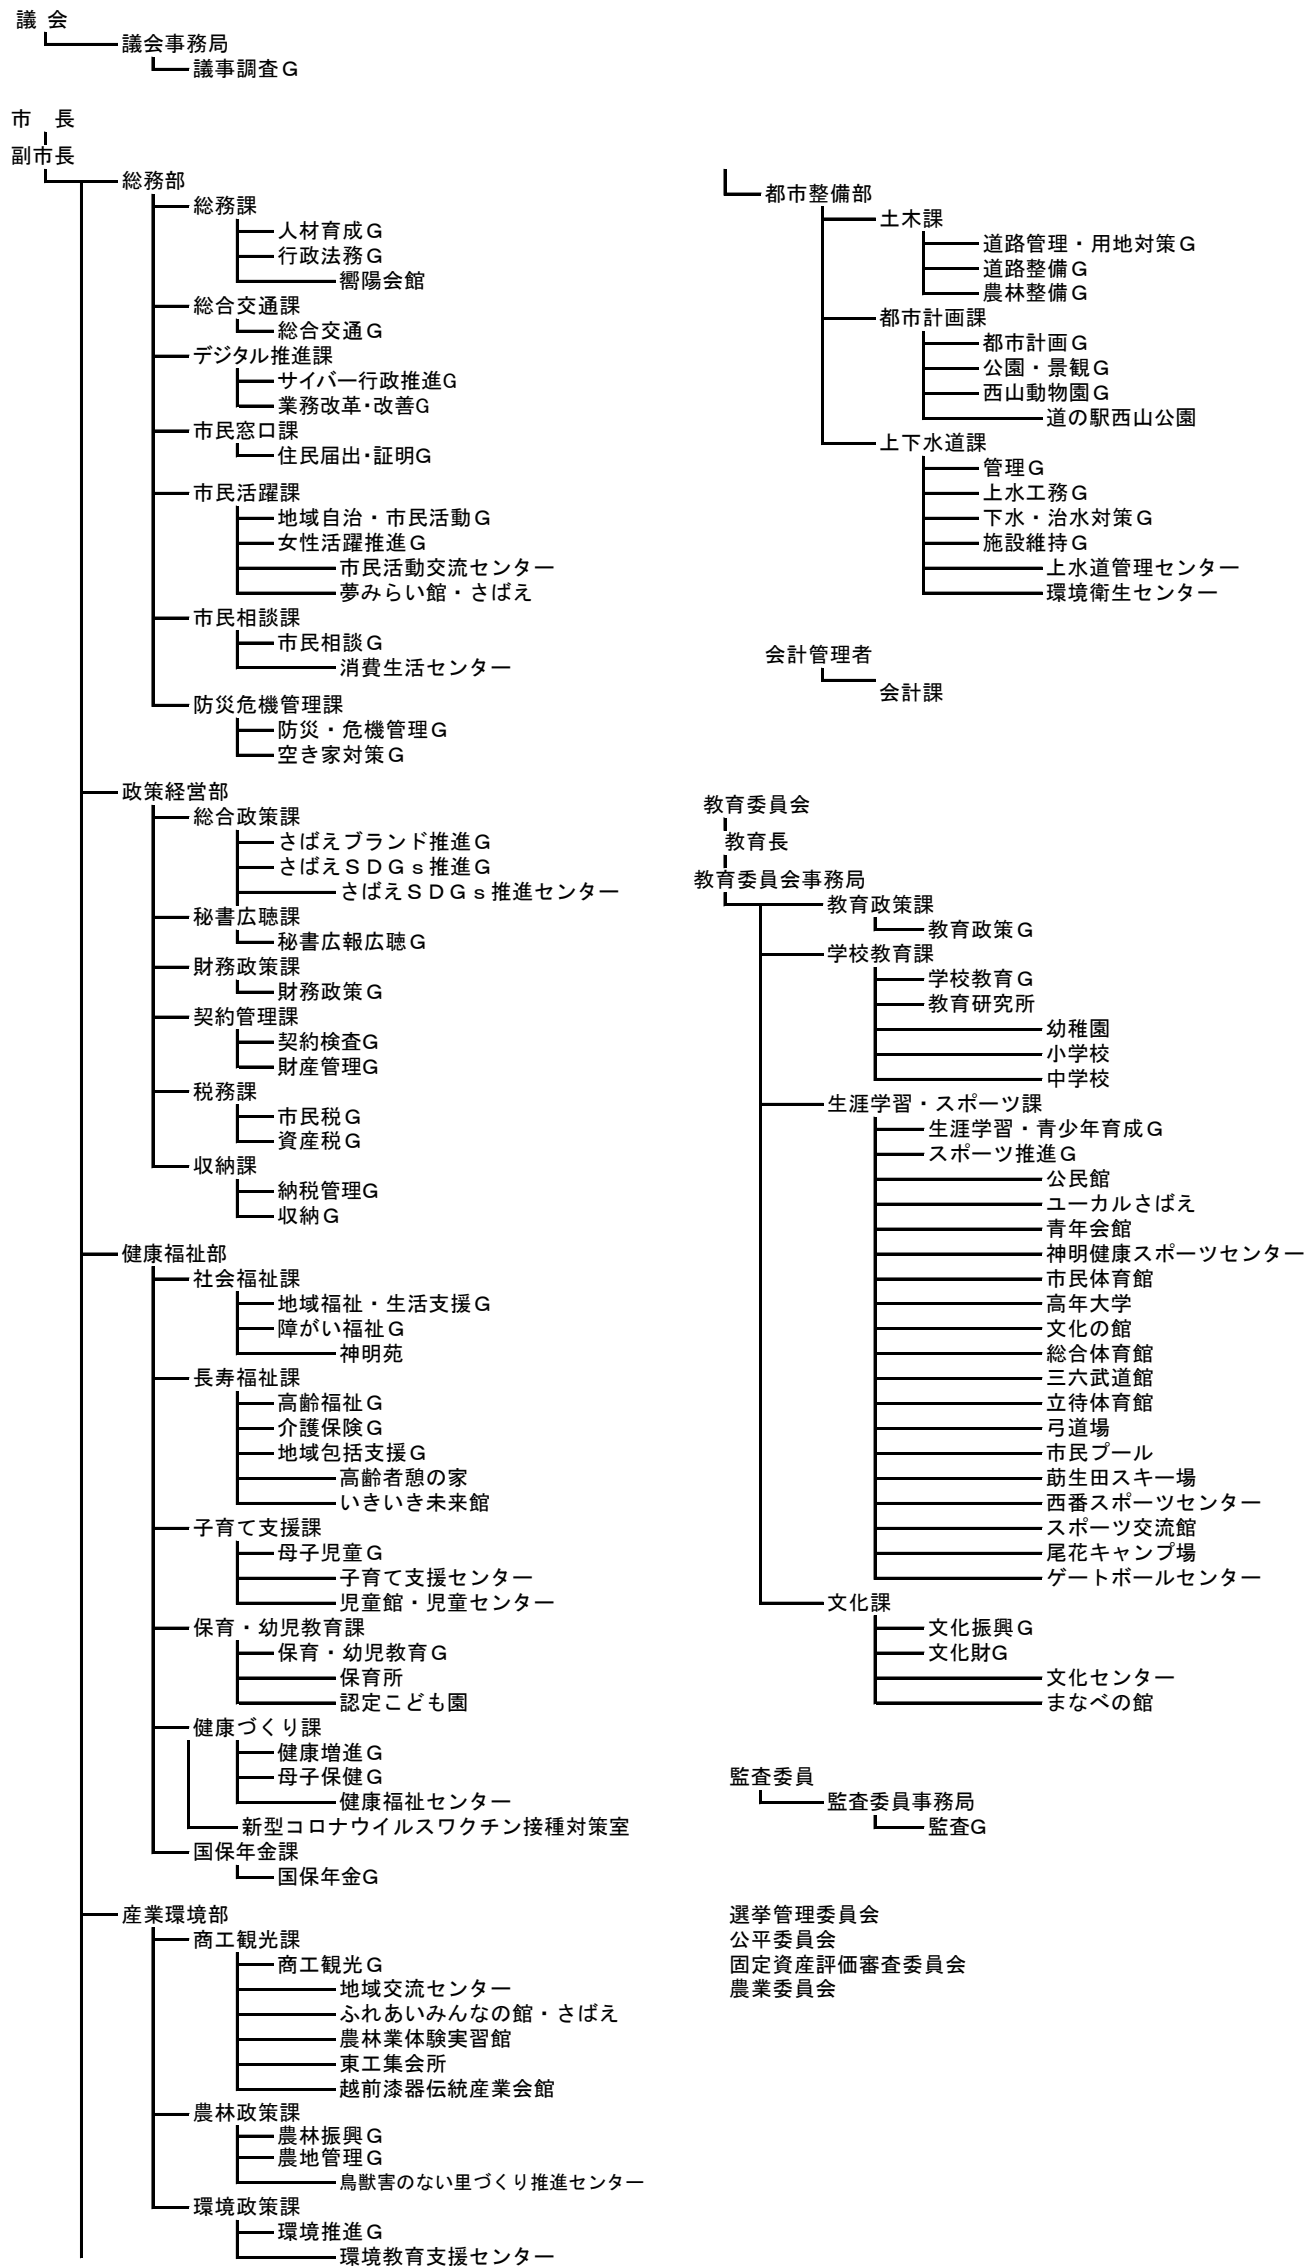 議 会
議会事務局
議事調査Ｇ
市　長
副市長
総務部
総務課
人材育成Ｇ
行政法務Ｇ
嚮陽会館
総合交通課
総合交通Ｇ
デジタル推進課
サイバー行政推進G
業務改革･改善G
市民窓口課
住民届出･証明G
市民活躍課
地域自治・市民活動Ｇ
女性活躍推進Ｇ
市民活動交流センター
夢みらい館・さばえ
市民相談課
市民相談Ｇ
消費生活センター
防災危機管理課
防災・危機管理Ｇ
空き家対策Ｇ
政策経営部
総合政策課
さばえブランド推進Ｇ
さばえＳＤＧｓ推進Ｇ
さばえＳＤＧｓ推進センター
秘書広聴課
秘書広報広聴Ｇ
財務政策課
財務政策Ｇ
契約管理課
契約検査G
財産管理G
税務課
市民税Ｇ
資産税Ｇ
収納課
納税管理G
収納Ｇ
健康福祉部
社会福祉課
地域福祉・生活支援Ｇ
障がい福祉Ｇ
神明苑
長寿福祉課
高齢福祉Ｇ
介護保険Ｇ
地域包括支援Ｇ
高齢者憩の家
いきいき未来館
子育て支援課
母子児童Ｇ
子育て支援センター
児童館・児童センター
保育・幼児教育課
保育・幼児教育Ｇ
保育所
認定こども園
健康づくり課
健康増進Ｇ
母子保健Ｇ
健康福祉センター
新型コロナウイルスワクチン接種対策室
国保年金課
国保年金G
産業環境部
商工観光課
商工観光Ｇ
地域交流センター
ふれあいみんなの館・さばえ
農林業体験実習館
東工集会所
越前漆器伝統産業会館
農林政策課
農林振興Ｇ
農地管理Ｇ
鳥獣害のない里づくり推進センター
環境政策課
環境推進Ｇ
環境教育支援センター
都市整備部
土木課
道路管理・用地対策Ｇ
道路整備Ｇ
農林整備Ｇ
都市計画課
都市計画Ｇ
公園・景観Ｇ
西山動物園Ｇ
道の駅西山公園
上下水道課
管理Ｇ
上水工務Ｇ
下水・治水対策Ｇ
施設維持Ｇ
上水道管理センター
環境衛生センター
会計管理者
会計課
教育委員会
教育長
教育委員会事務局
教育政策課
教育政策Ｇ
学校教育課
学校教育Ｇ
教育研究所
幼稚園
小学校
中学校
生涯学習・スポーツ課
生涯学習・青少年育成Ｇ
スポーツ推進Ｇ
公民館
ユーカルさばえ
青年会館
神明健康スポーツセンター
市民体育館
高年大学
文化の館
総合体育館
三六武道館
立待体育館
弓道場
市民プール
莇生田スキー場
西番スポーツセンター
スポーツ交流館
尾花キャンプ場
ゲートボールセンター
文化課
文化振興Ｇ
文化財G
文化センター
まなべの館
監査委員
監査委員事務局
監査G
選挙管理委員会
公平委員会
固定資産評価審査委員会
農業委員会